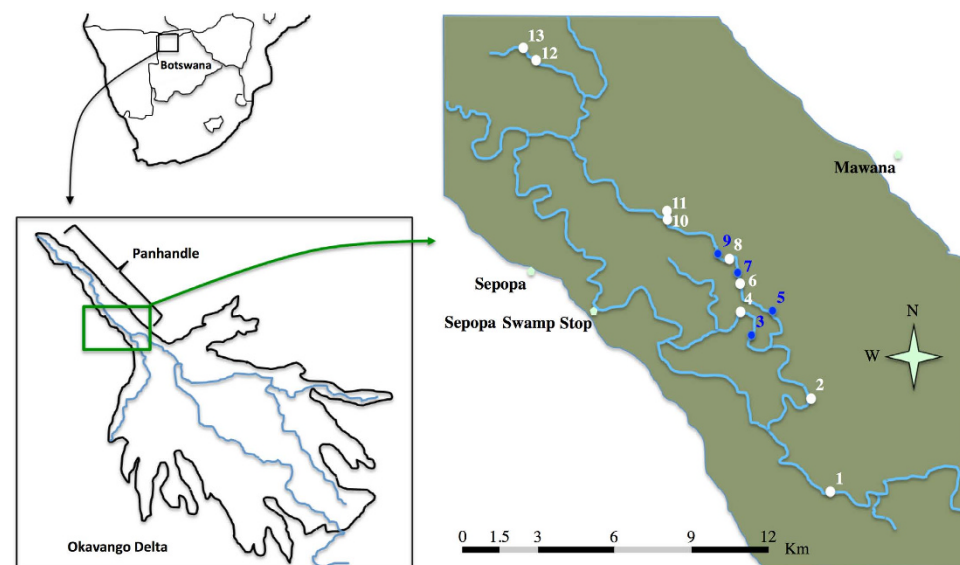 Botswana
Panhandle
Okavango Delta
13
12
Mawana
11
10
9
8
7
6
Sepopa
4
5
Sepopa Swamp Stop
3
N
W
2
1
0 1.5 3 6 9 12
Km